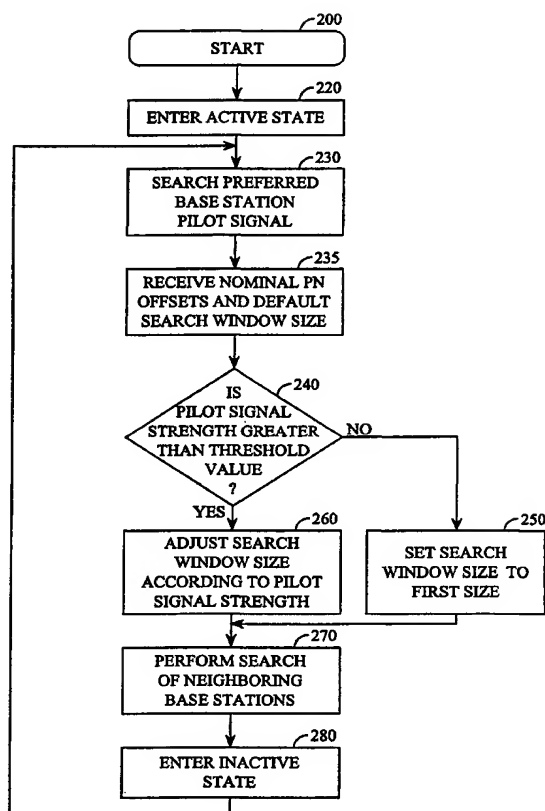 200
START
220
ENTER ACTIVE STATE
230
SEARCH PREFERRED
BASE STATION
PILOT SIGNAL
235
RECEIVE NOMINAL PN
OFFSETS AND DEFAULT
SEARCH WINDOW SIZE
240
IS
PILOT SIGNAL
STRENGTH GREATER
THAN THRESHOLD
VALUE
?
NO
YES
260
ADJUST SEARCH
WINDOW SIZE
ACCORDING TO PILOT
SIGNAL STRENGTH
250
SET SEARCH
WINDOW SIZE TO
FIRST SIZE
270
PERFORM SEARCH
OF NEIGHBORING
BASE STATIONS
280
ENTER INACTIVE
STATE